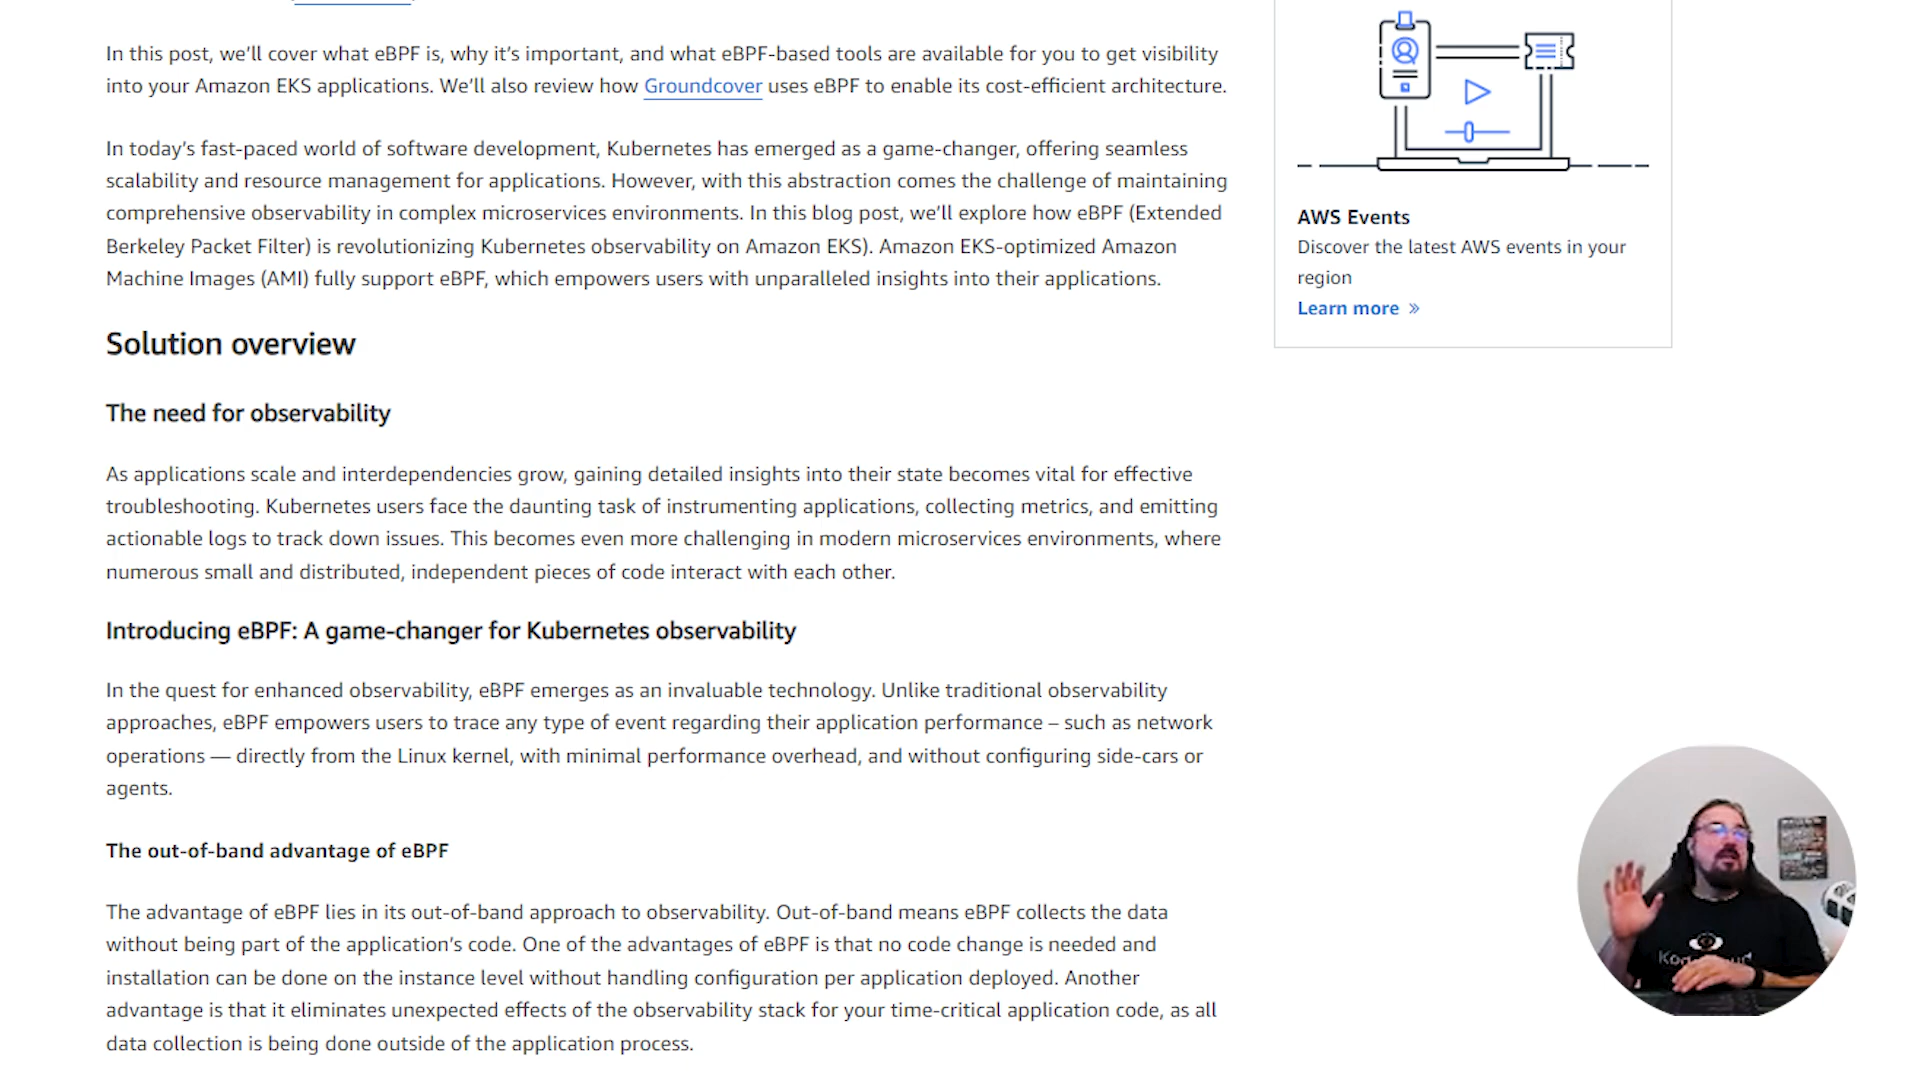 In this post, we’ll cover what eBPF is, why it’s important, and what eBPF-based tools are available for you to get visibility
into your Amazon EKS applications. We’ll also review how Groundcover uses eBPF to enable its cost-efficient architecture.
In today’s fast-paced world of software development, Kubernetes has emerged as a game-changer, offering seamless
scalability and resource management for applications. However, with this abstraction comes the challenge of maintaining
comprehensive observability in complex microservices environments. In this blog post, we’ll explore how eBPF (Extended
Berkeley Packet Filter) is revolutionizing Kubernetes observability on Amazon EKS). Amazon EKS-optimized Amazon
Machine Images (AMI) fully support eBPF, which empowers users with unparalleled insights into their applications.
Solution overview
The need for observability
As applications scale and interdependencies grow, gaining detailed insights into their state becomes vital for effective
troubleshooting. Kubernetes users face the daunting task of instrumenting applications, collecting metrics, and emitting
actionable logs to track down issues. This becomes even more challenging in modern microservices environments, where
numerous small and distributed, independent pieces of code interact with each other.
Introducing eBPF: A game-changer for Kubernetes observability
In the quest for enhanced observability, eBPF emerges as an invaluable technology. Unlike traditional observability
approaches, eBPF empowers users to trace any type of event regarding their application performance – such as network
operations — directly from the Linux kernel, with minimal performance overhead, and without configuring side-cars or
agents.
The out-of-band advantage of eBPF
The advantage of eBPF lies in its out-of-band approach to observability. Out-of-band means eBPF collects the data
without being part of the application’s code. One of the advantages of eBPF is that no code change is needed and
installation can be done on the instance level without handling configuration per application deployed. Another
advantage is that it eliminates unexpected effects of the observability stack for your time-critical application code, as all
data collection is being done outside of the application process.
AWS Events
Discover the latest AWS events in your
region
Learn more »